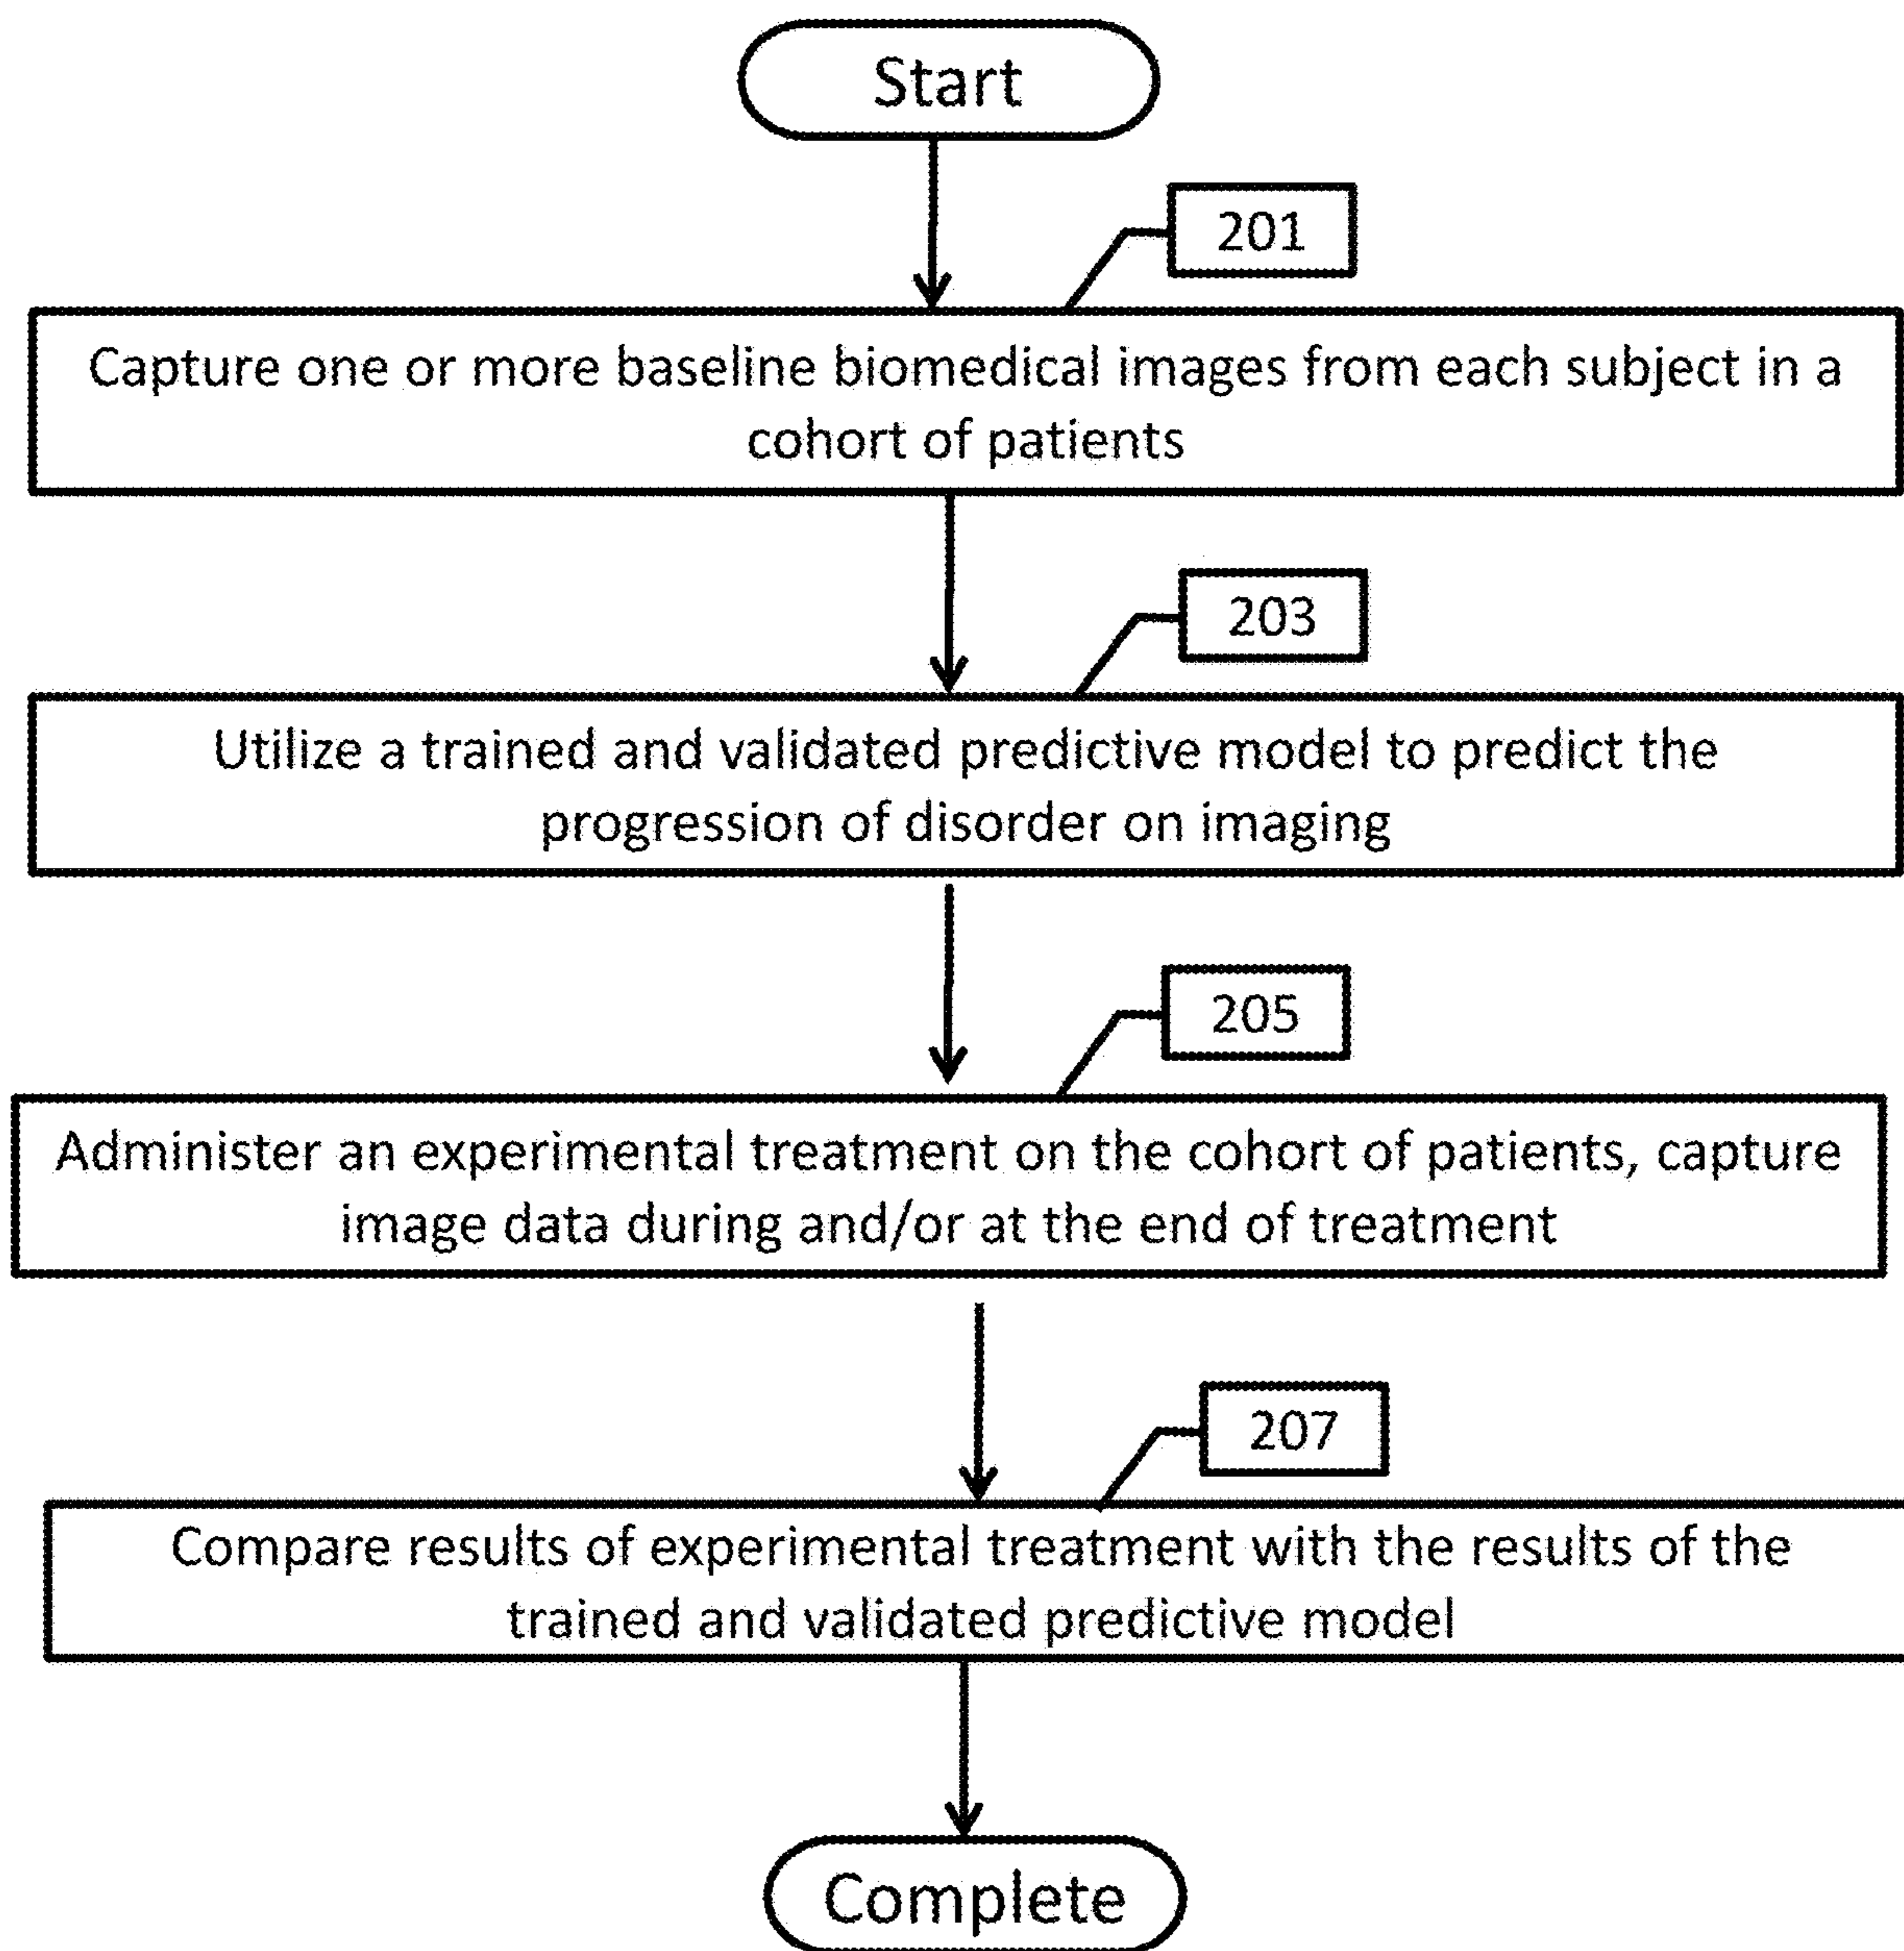 Start
201
Capture one or more baseline biomedical images from each subject in a
cohort of patients
203
Utilize a trained and validated predictive model to predict the
progression of disorder on imaging
205
Administer an experimental treatment on the cohort of patients, capture
image data during and/or at the end of treatment
207
Compare results of experimental treatment with the results of the
trained and validated predictive model
Complete